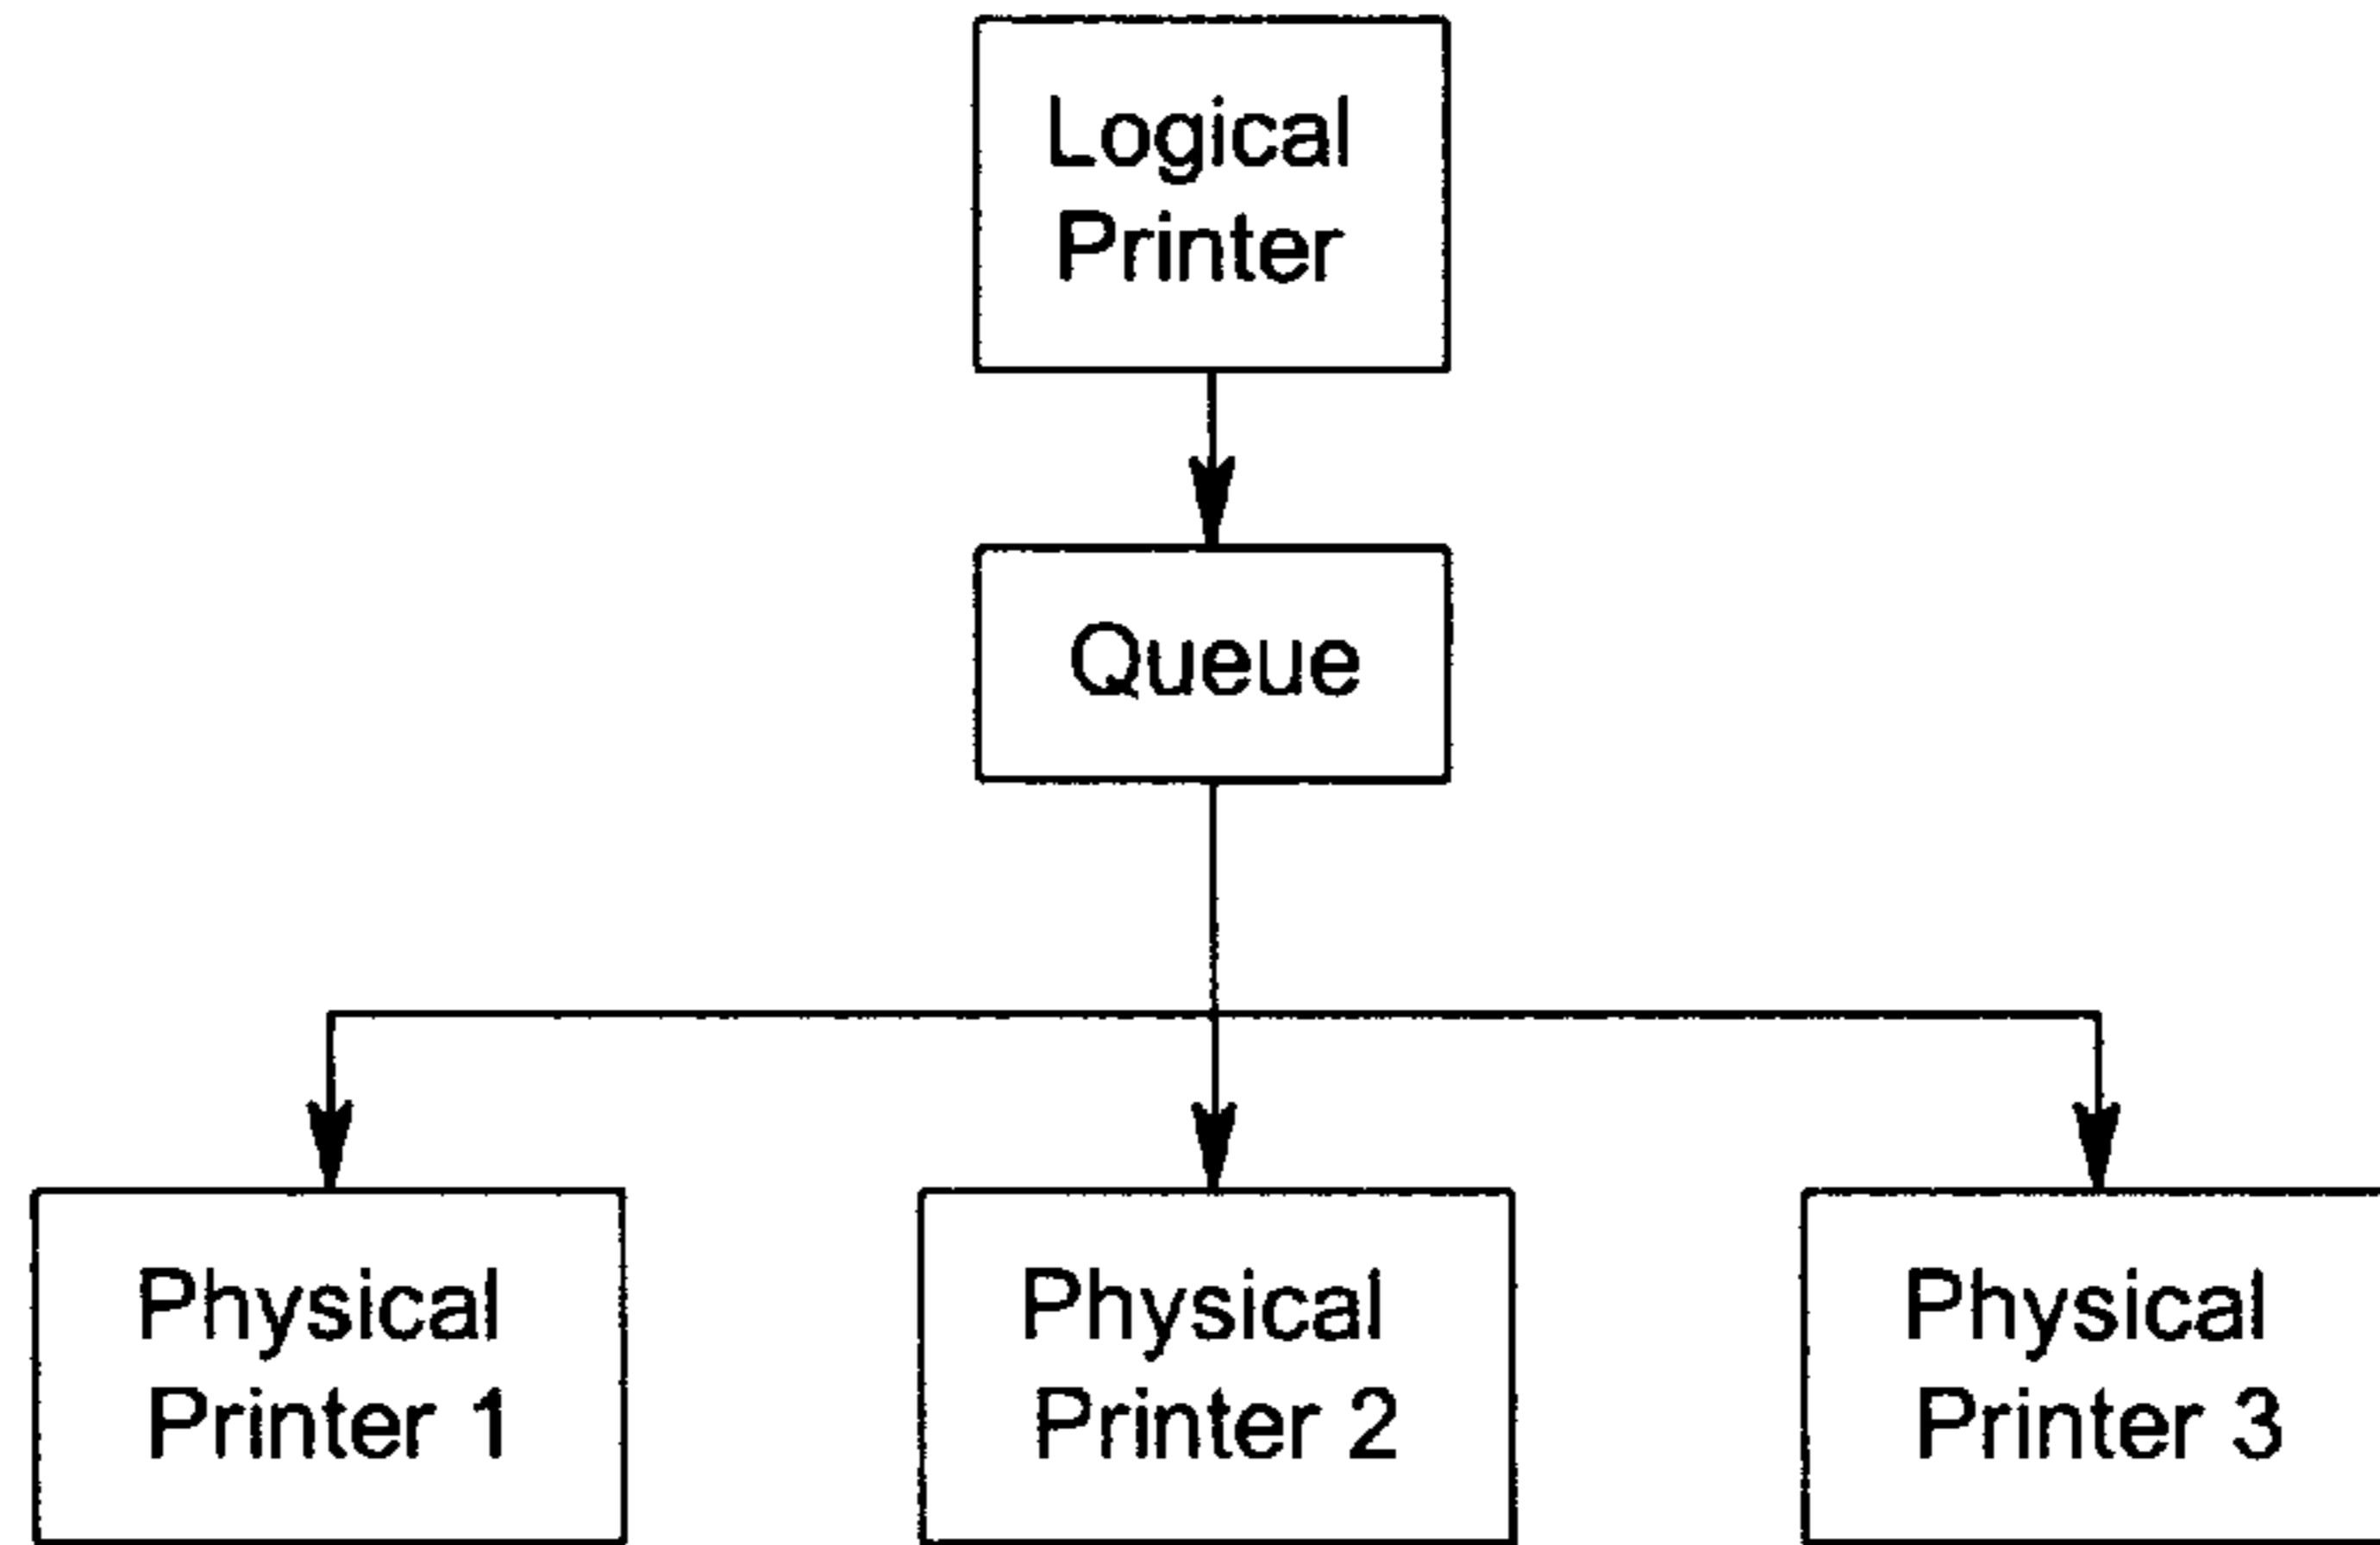 Logical
Printer
Queue
Physical
Printer 1
Physical
Printer 2
Physical
Printer 3